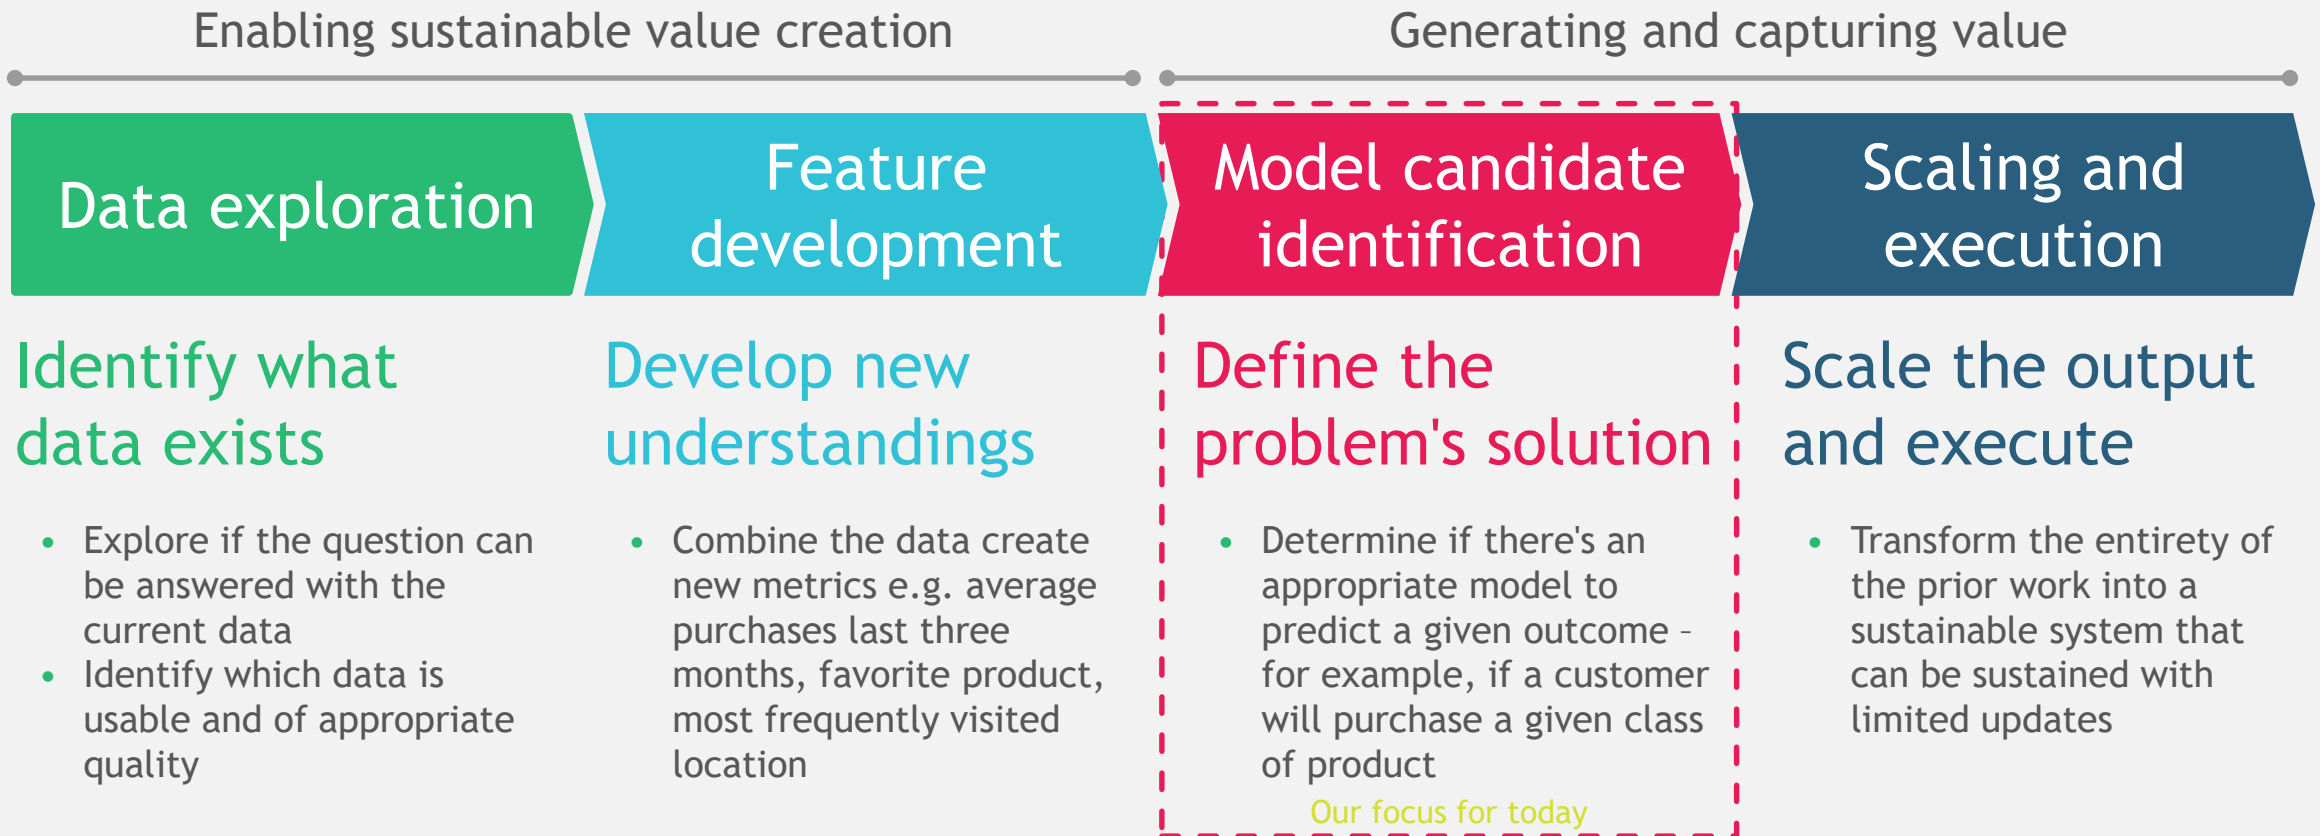 Enabling sustainable value creation
Generating and capturing value
Data exploration
Feature
development
Model candidate
identification
Scaling and
execution
Identify what
data exists
• Explore if the question can
be answered with the
current data
• Identify which data is
usable and of appropriate
quality
Develop new
understandings
• Combine the data create
new metrics e.g. average
purchases last three
months, favorite product,
most frequently visited
location
Define the
problem's solution
• Determine if there's an
appropriate model to
predict a given outcome –
for example, if a customer
will purchase a given class
of product
Our focus for today
Scale the output
and execute
• Transform the entirety of
the prior work into a
sustainable system that
can be sustained with
limited updates